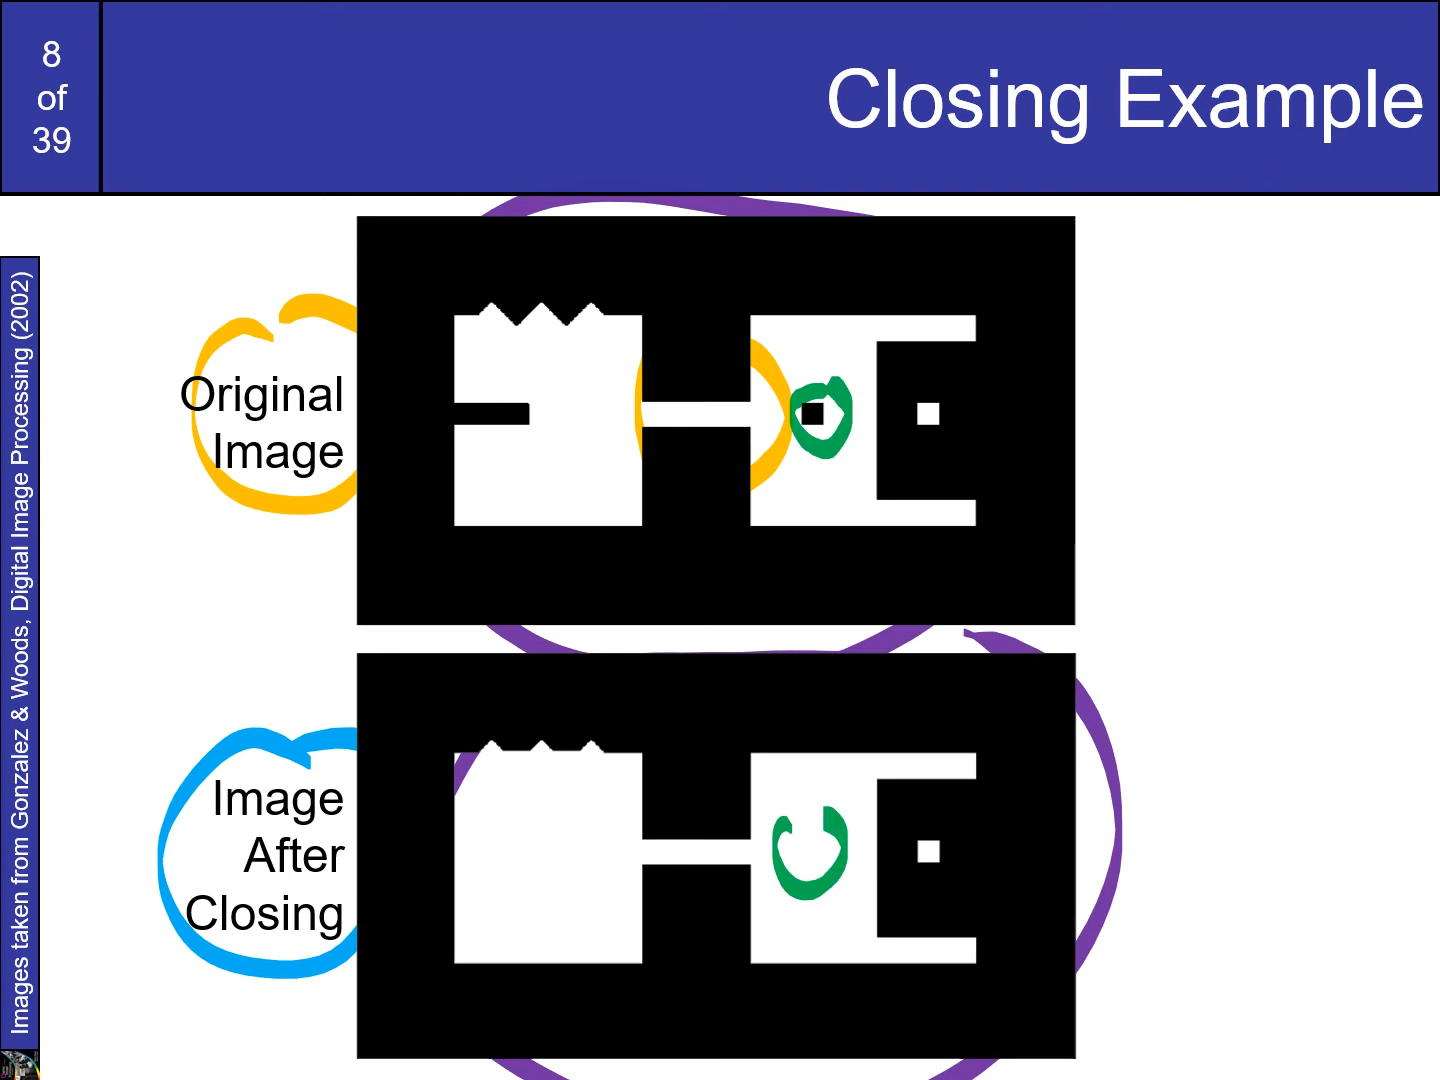 8
of
39
Closing Example
Images taken from Gonzalez & Woods, Digital Image Processing (2002)
Original
Image
Image
After
Closing